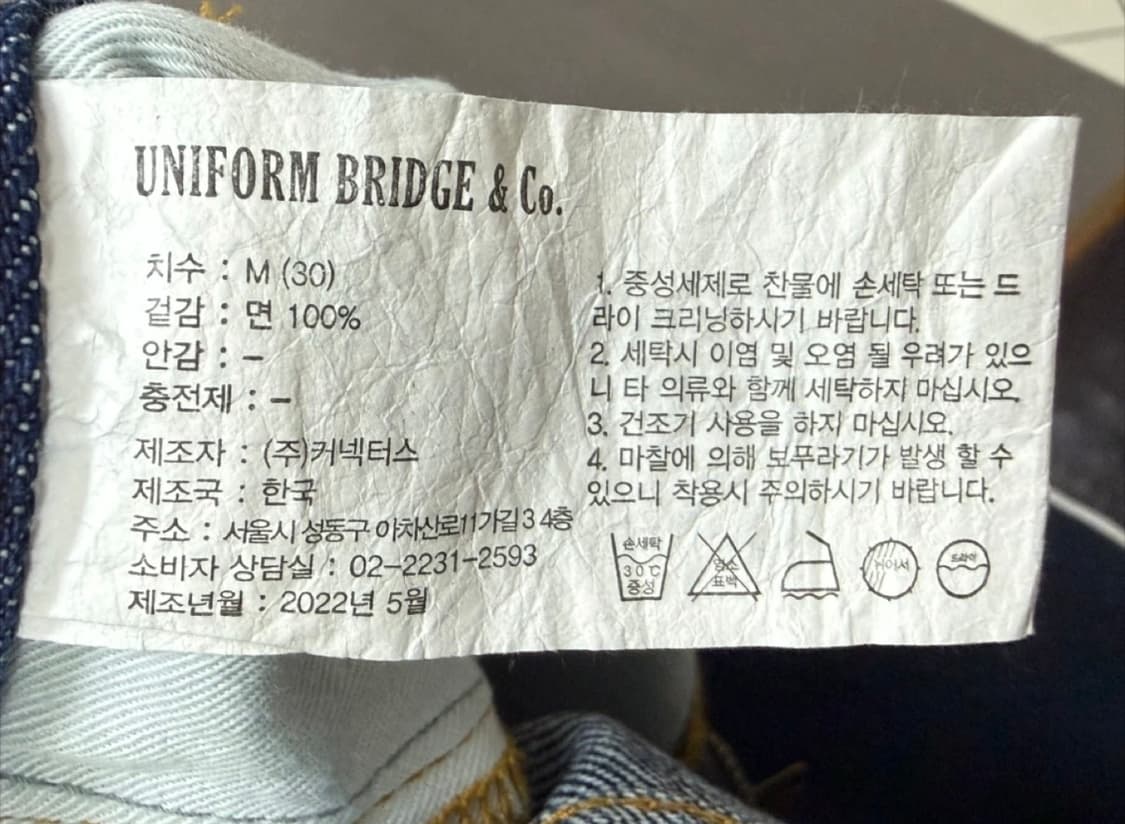 UNIFORM BRIDGE & Co.
치수 : M (30)
겉감 : 면 100%
안감 : –
충전제 : –
제조자 : (주)커넥터스
제조국 : 한국
주소 : 서울시 성동구 아차산로11가길 3 4층
소비자 상담실 : 02-2231-2593
제조년월 : 2022년 5월
1. 중성세제로 찬물에 손세탁 또는 드
라이 크리닝하시기 바랍니다.
2. 세탁시 이염 및 오염 될 우려가 있으
니 타 의류와 함께 세탁하지 마십시오.
3. 건조기 사용을 하지 마십시오.
4. 마찰에 의해 보푸라기가 발생 할 수
있으니 착용시 주의하시기 바랍니다.
손세탁
30℃
중성
염소
표백
뉘어서
드라이